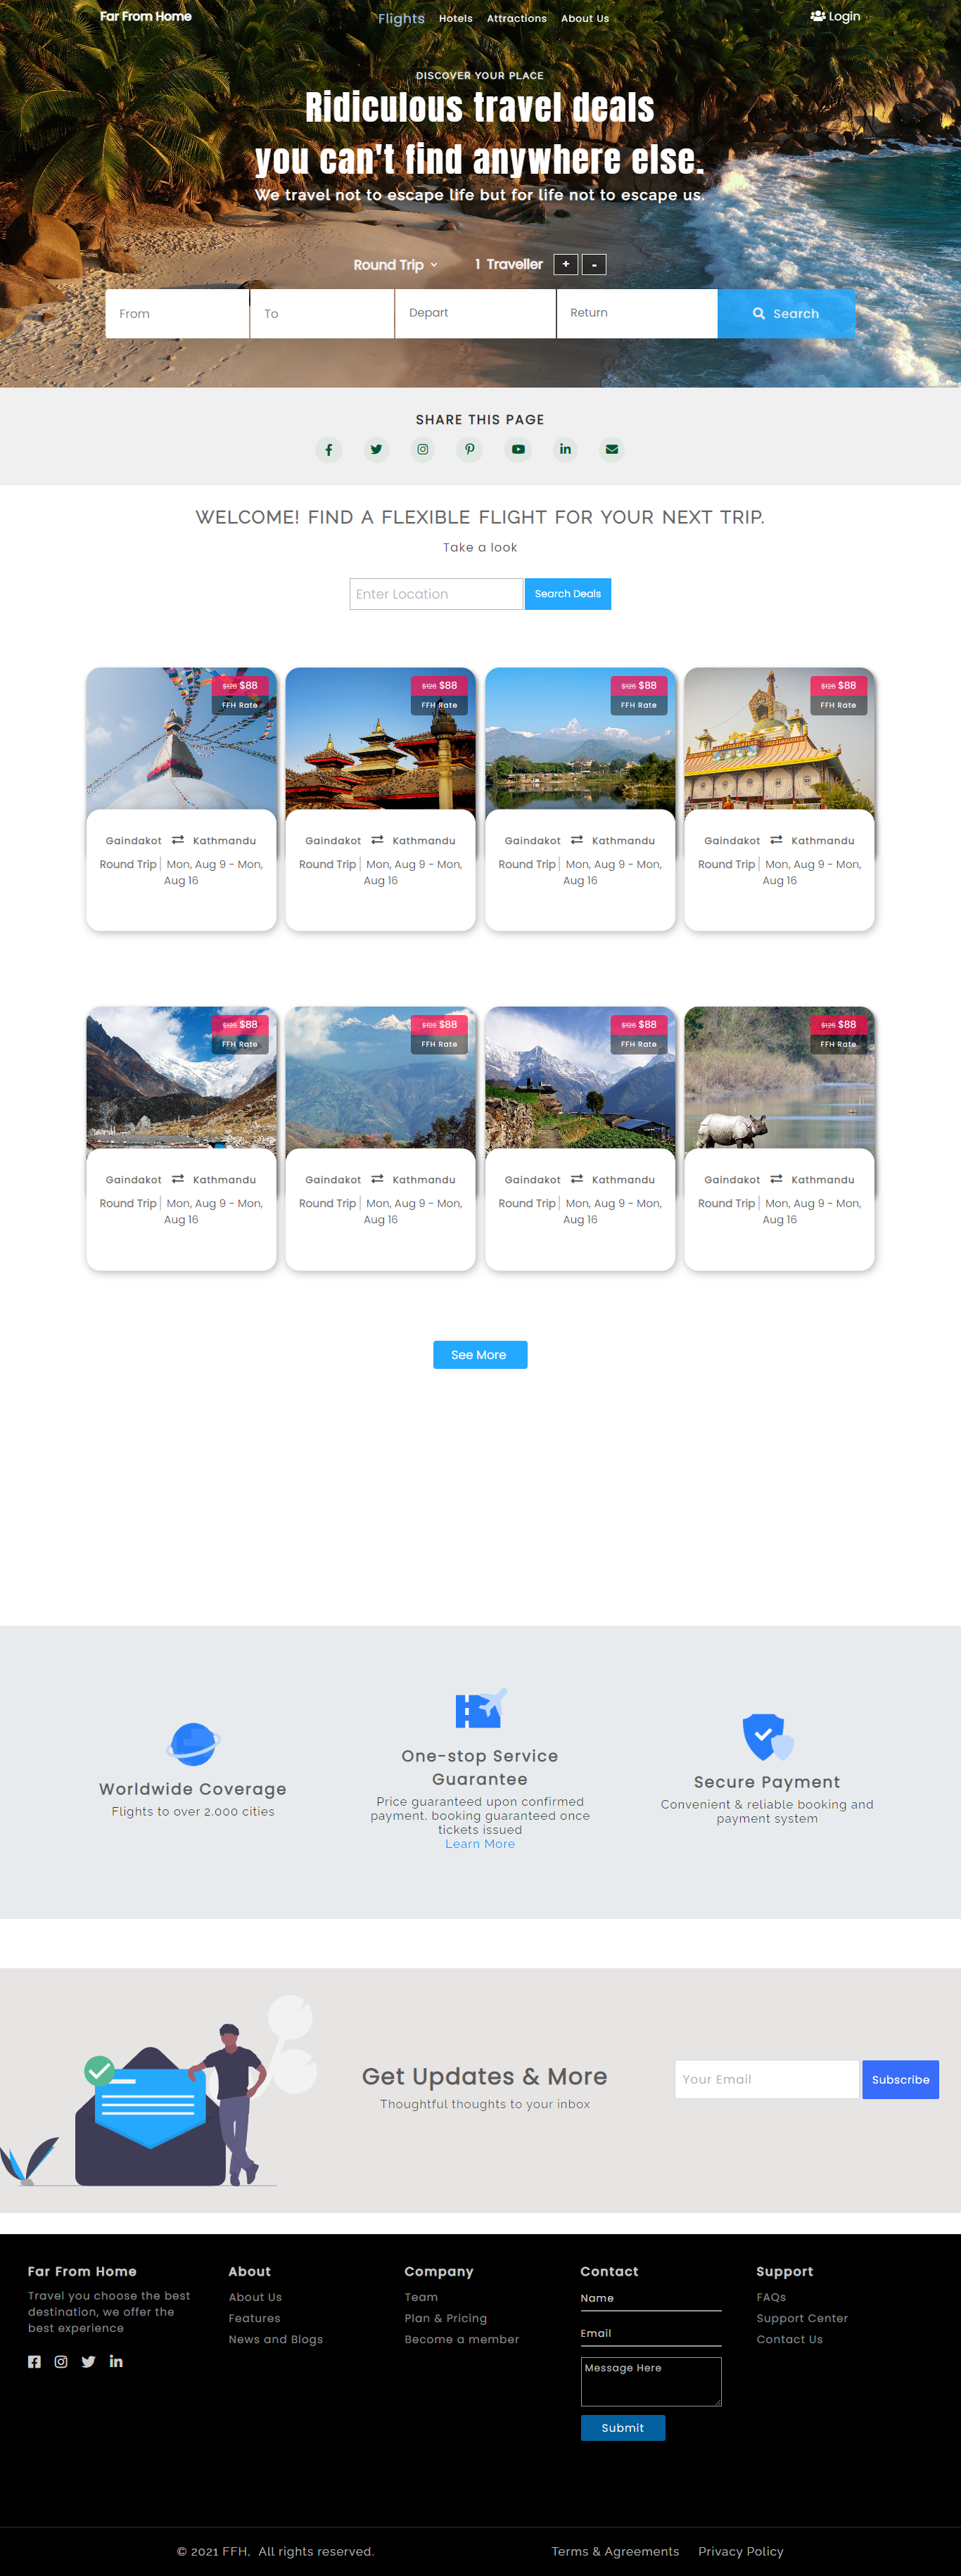 Far From Home
Flights Hotels Attractions About Us
Login
DISCOVER YOUR PLACE
Ridiculous travel deals
you can't find anywhere else.
We travel not to escape life but for life not to escape us.
Round Trip 1 Traveller + -
From To Depart Return Search
SHARE THIS PAGE
WELCOME! FIND A FLEXIBLE FLIGHT FOR YOUR NEXT TRIP.
Take a look
Enter Location Search Deals
$126 $88
FFH Rate
Gaindakot Kathmandu
Round Trip Mon, Aug 9 - Mon,
Aug 16
$126 $88
FFH Rate
Gaindakot Kathmandu
Round Trip Mon, Aug 9 - Mon,
Aug 16
$126 $88
FFH Rate
Gaindakot Kathmandu
Round Trip Mon, Aug 9 - Mon,
Aug 16
$126 $88
FFH Rate
Gaindakot Kathmandu
Round Trip Mon, Aug 9 - Mon,
Aug 16
$126 $88
FFH Rate
Gaindakot Kathmandu
Round Trip Mon, Aug 9 - Mon,
Aug 16
$126 $88
FFH Rate
Gaindakot Kathmandu
Round Trip Mon, Aug 9 - Mon,
Aug 16
$126 $88
FFH Rate
Gaindakot Kathmandu
Round Trip Mon, Aug 9 - Mon,
Aug 16
$126 $88
FFH Rate
Gaindakot Kathmandu
Round Trip Mon, Aug 9 - Mon,
Aug 16
See More
Worldwide Coverage
Flights to over 2,000 cities
One-stop Service
Guarantee
Price guaranteed upon confirmed
payment, booking guaranteed once
tickets issued
Learn More
Secure Payment
Convenient & reliable booking and
payment system
Get Updates & More
Thoughtful thoughts to your inbox
Your Email Subscribe
Far From Home
Travel you choose the best
destination, we offer the
best experience
About
About Us
Features
News and Blogs
Company
Team
Plan & Pricing
Become a member
Contact
Name
Email
Message Here
Submit
Support
FAQs
Support Center
Contact Us
© 2021 FFH, All rights reserved.
Terms & Agreements Privacy Policy